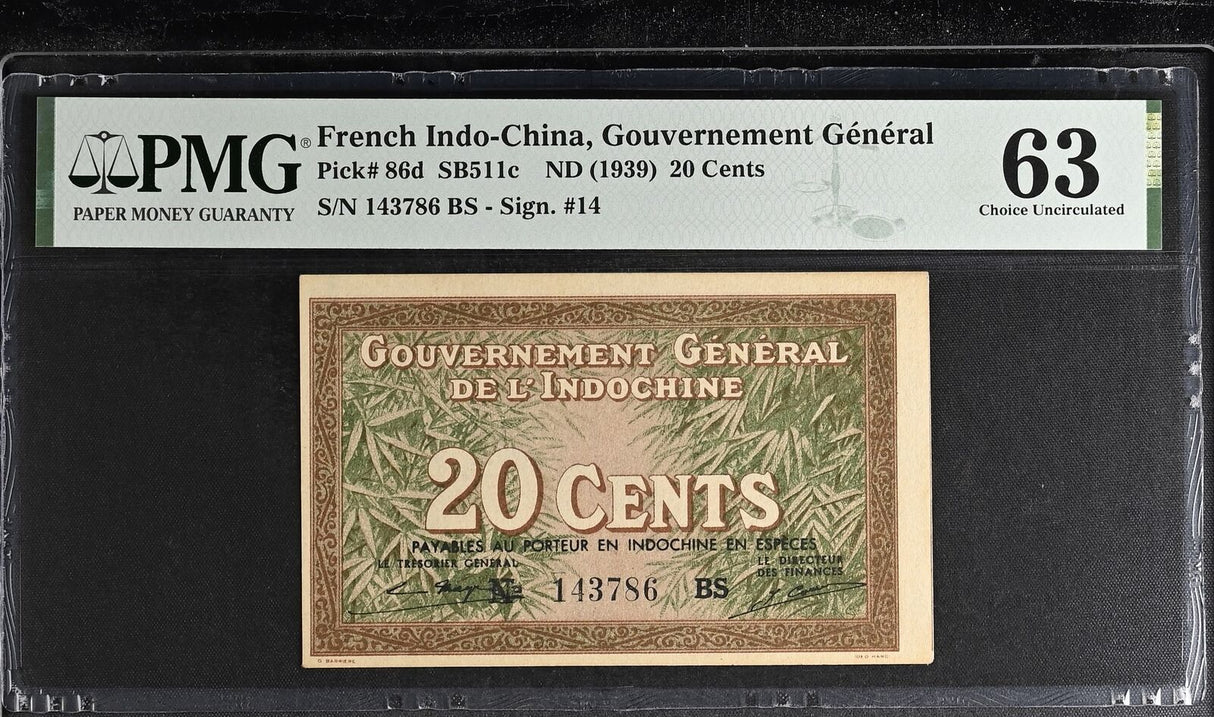 PMG®
PAPER MONEY GUARANTY
French Indo-China, Gouvernement Général
Pick# 86d SB511c ND (1939) 20 Cents
S/N 143786 BS - Sign. #14
63
Choice Uncirculated
GOUVERNEMENT GÉNÉRAL
DE L'INDOCHINE
20 CENTS
PAYABLES AU PORTEUR EN INDOCHINE EN ESPÈCES
LE TRÉSORIER GÉNÉRAL
LE DIRECTEUR
DES FINANCES
Nº 143786 BS
G. BARRIÈRE